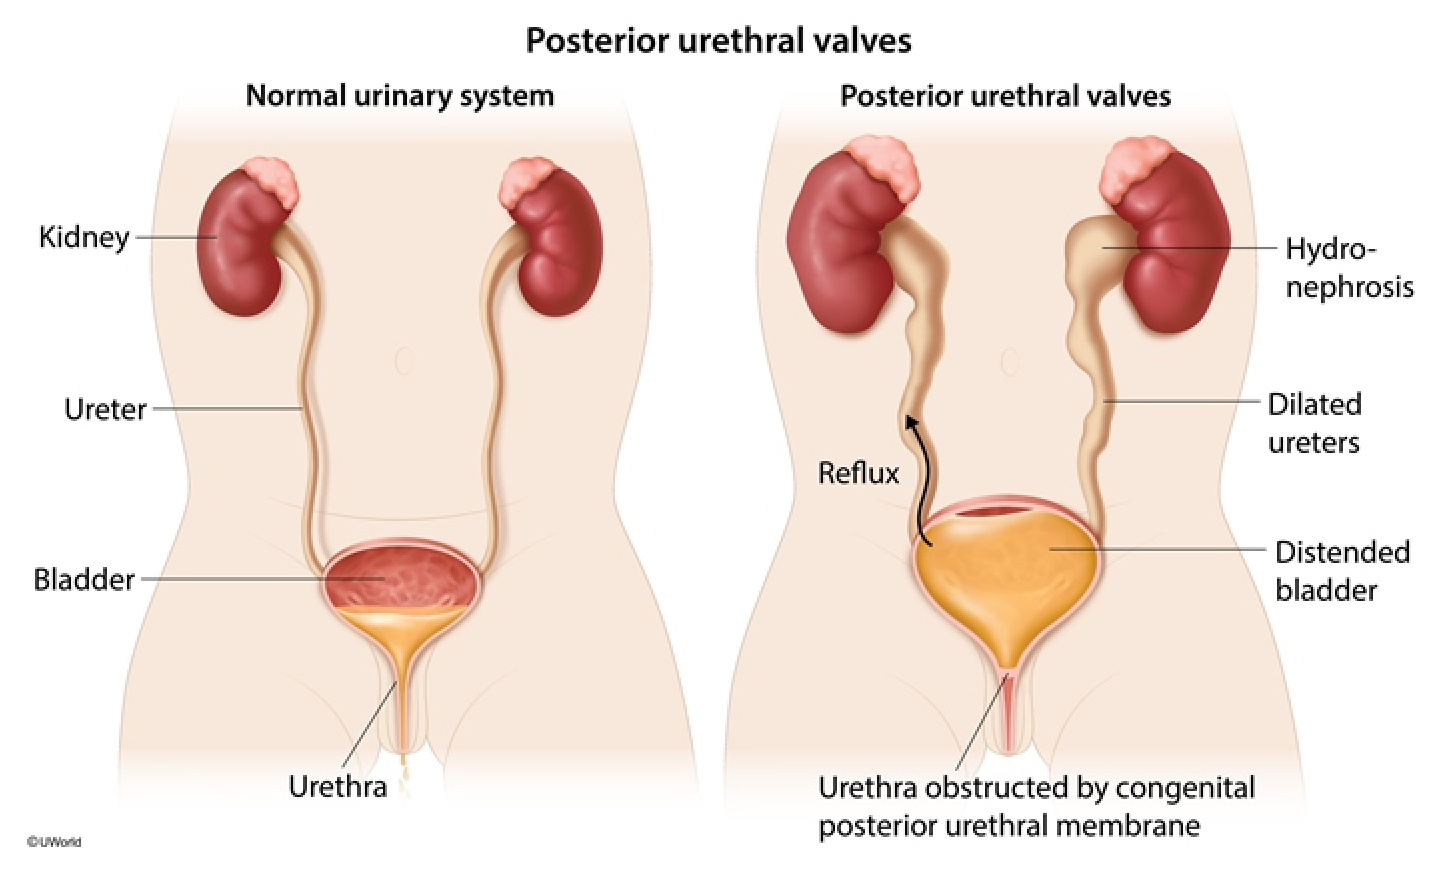 Posterior urethral valves
Normal urinary system
Posterior urethral valves
Kidney
Ureter
Bladder
Urethra
Hydro-
nephrosis
Dilated
ureters
Reflux
Distended
bladder
Urethra obstructed by congenital
posterior urethral membrane
©UWorld